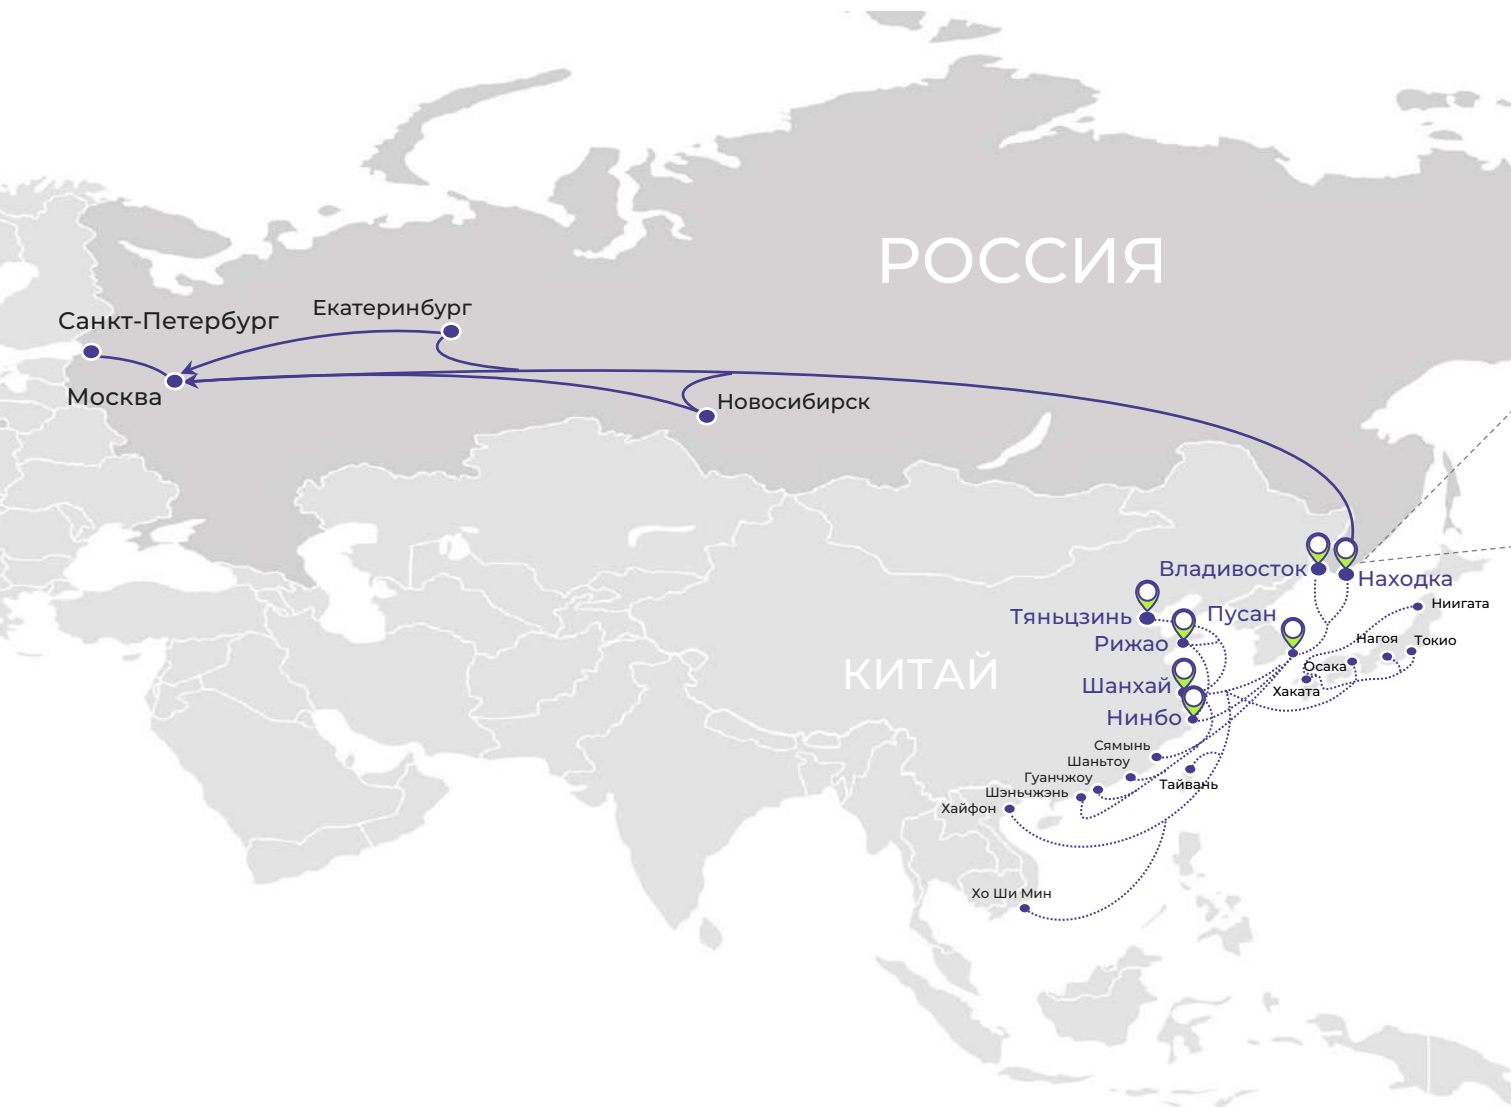 РОССИЯ
Екатеринбург
Санкт-Петербург
Москва
Новосибирск
Владивосток
Находка
Ниигата
Тяньцзинь
Пусан
Рижао
Нагоя
Токио
Осака
КИТАЙ
Шанхай
Хаката
Нинбо
Сямынь
Шаньтоу
Гуанчжоу
Тайвань
Шэньчжэнь
Хайфон
Хо Ши Мин